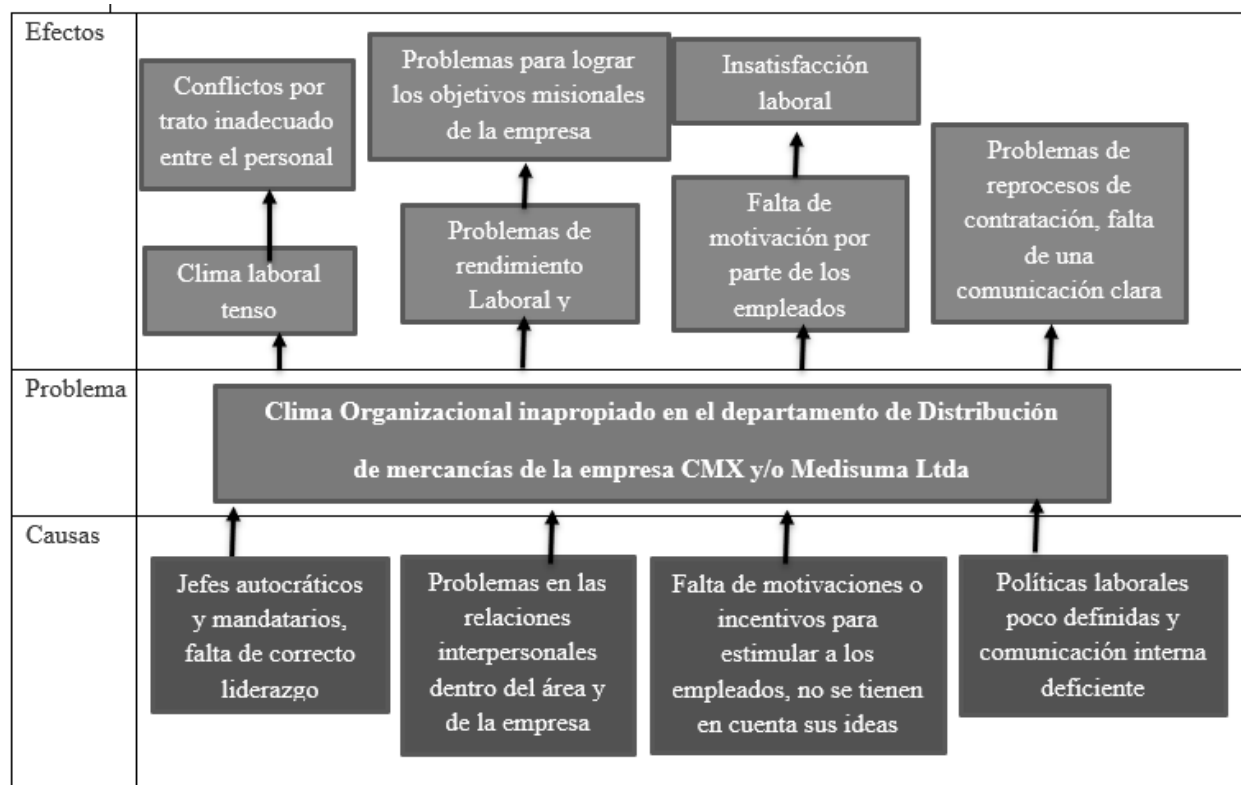 Efectos
Conflictos por
trato inadecuado
entre el personal
Problemas para lograr
los objetivos misionales
de la empresa
Insatisfacción
laboral
Problemas de
reprocesos de
contratación, falta
de una
comunicación clara
Clima laboral
tenso
Problemas de
rendimiento
Laboral y
Falta de
motivación por
parte de los
empleados
Problema
Clima Organizacional inapropiado en el departamento de Distribución
de mercancías de la empresa CMX y/o Medisuma Ltda
Causas
Jefes autocráticos
y mandatarios,
falta de correcto
liderazgo
Problemas en las
relaciones
interpersonales
dentro del área y
de la empresa
Falta de motivaciones o
incentivos para
estimular a los
empleados, no se tienen
en cuenta sus ideas
Políticas laborales
poco definidas y
comunicación interna
deficiente